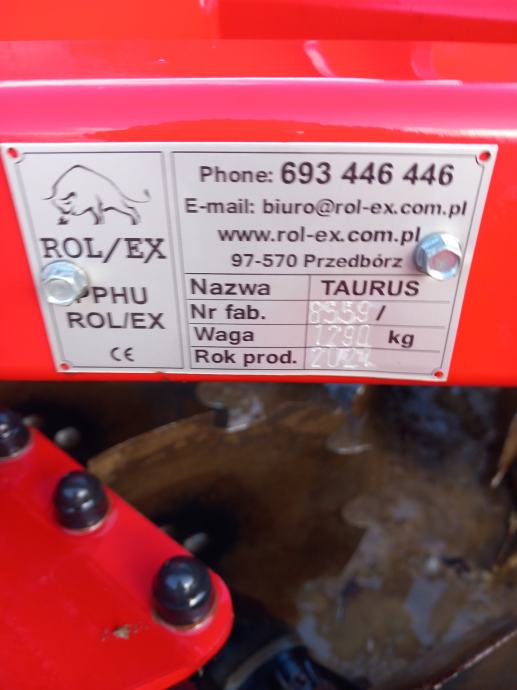 ROL/EX
PPHU
ROL/EX
CE
Phone: 693 446 446
E-mail: biuro@rol-ex.com.pl
www.rol-ex.com.pl
97-570 Przedbórz
Nazwa TAURUS
Nr fab. 8559 /
Waga 1290 kg
Rok prod. 2024